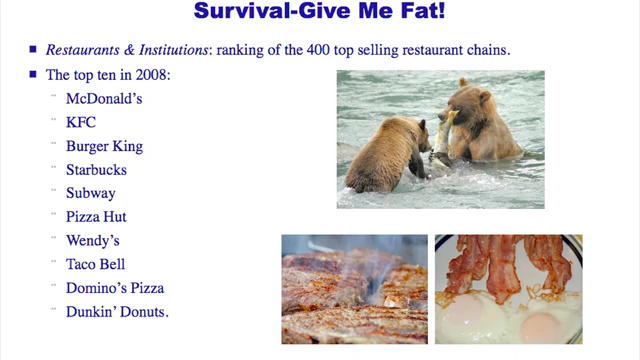 Survival-Give Me Fat!
Restaurants & Institutions: ranking of the 400 top selling restaurant chains.
The top ten in 2008:
McDonald's
KFC
Burger King
Starbucks
Subway
Pizza Hut
Wendy's
Taco Bell
Domino's Pizza
Dunkin' Donuts.